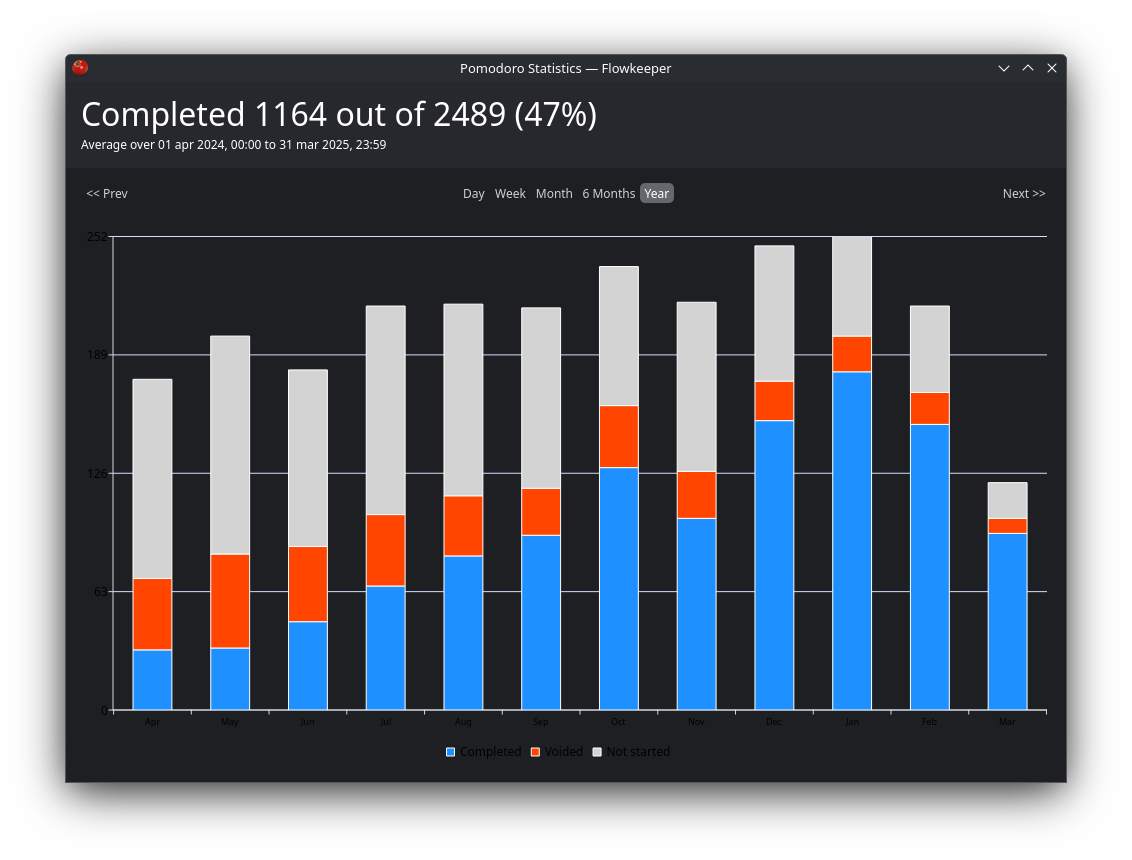 Pomodoro Statistics — Flowkeeper
Completed 1164 out of 2489 (47%)
Average over 01 apr 2024, 00:00 to 31 mar 2025, 23:59
<< Prev Day Week Month 6 Months Year Next >>
252
189
126
63
0
Apr May Jun Jul Aug Sep Oct Nov Dec Jan Feb Mar
Completed Voided Not started